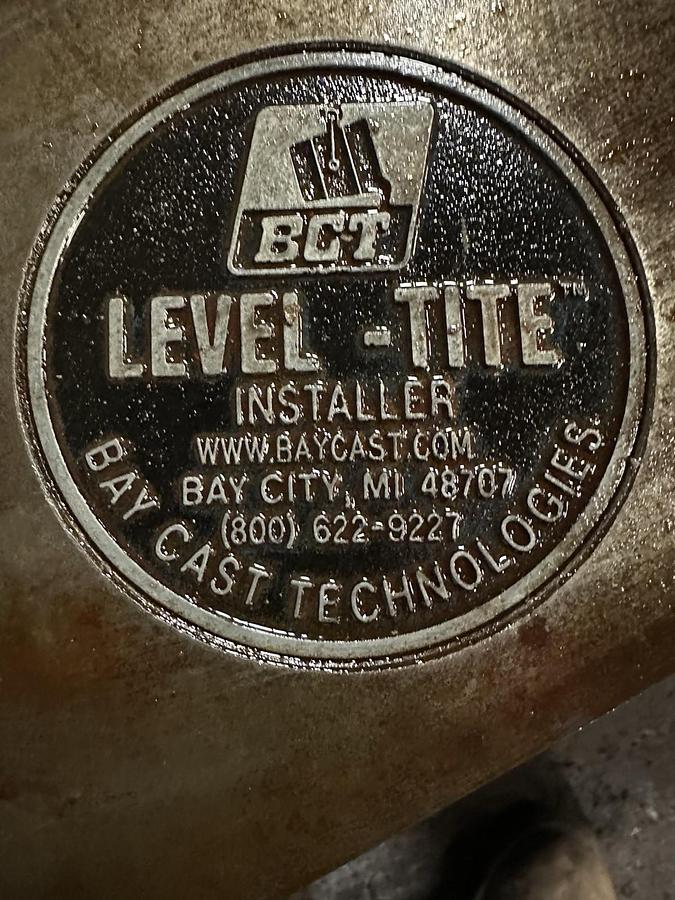 BCT
LEVEL -TITE™
INSTALLER
WWW.BAYCAST.COM
BAY CITY, MI 48707
(800) 622-9227
BAY CAST TECHNOLOGIES